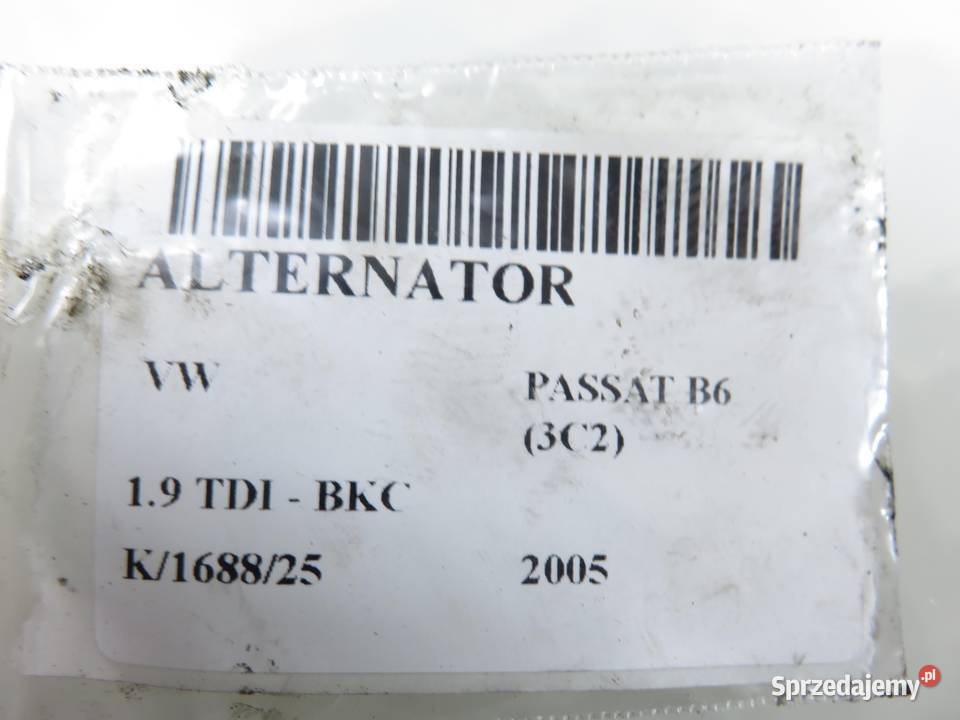 ALTERNATOR
VW
PASSAT B6
(3C2)
1.9 TDI - BKC
K/1688/25
2005
Sprzedajemy.pl